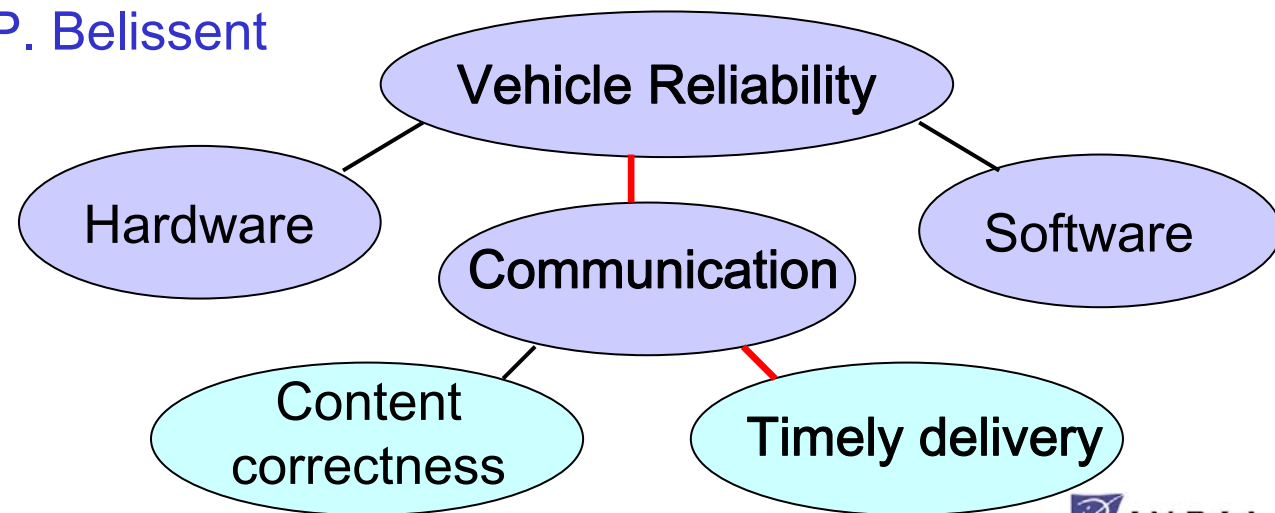 P. Belissent
Vehicle Reliability
Hardware
Software
Communication
Content
correctness
Timely delivery